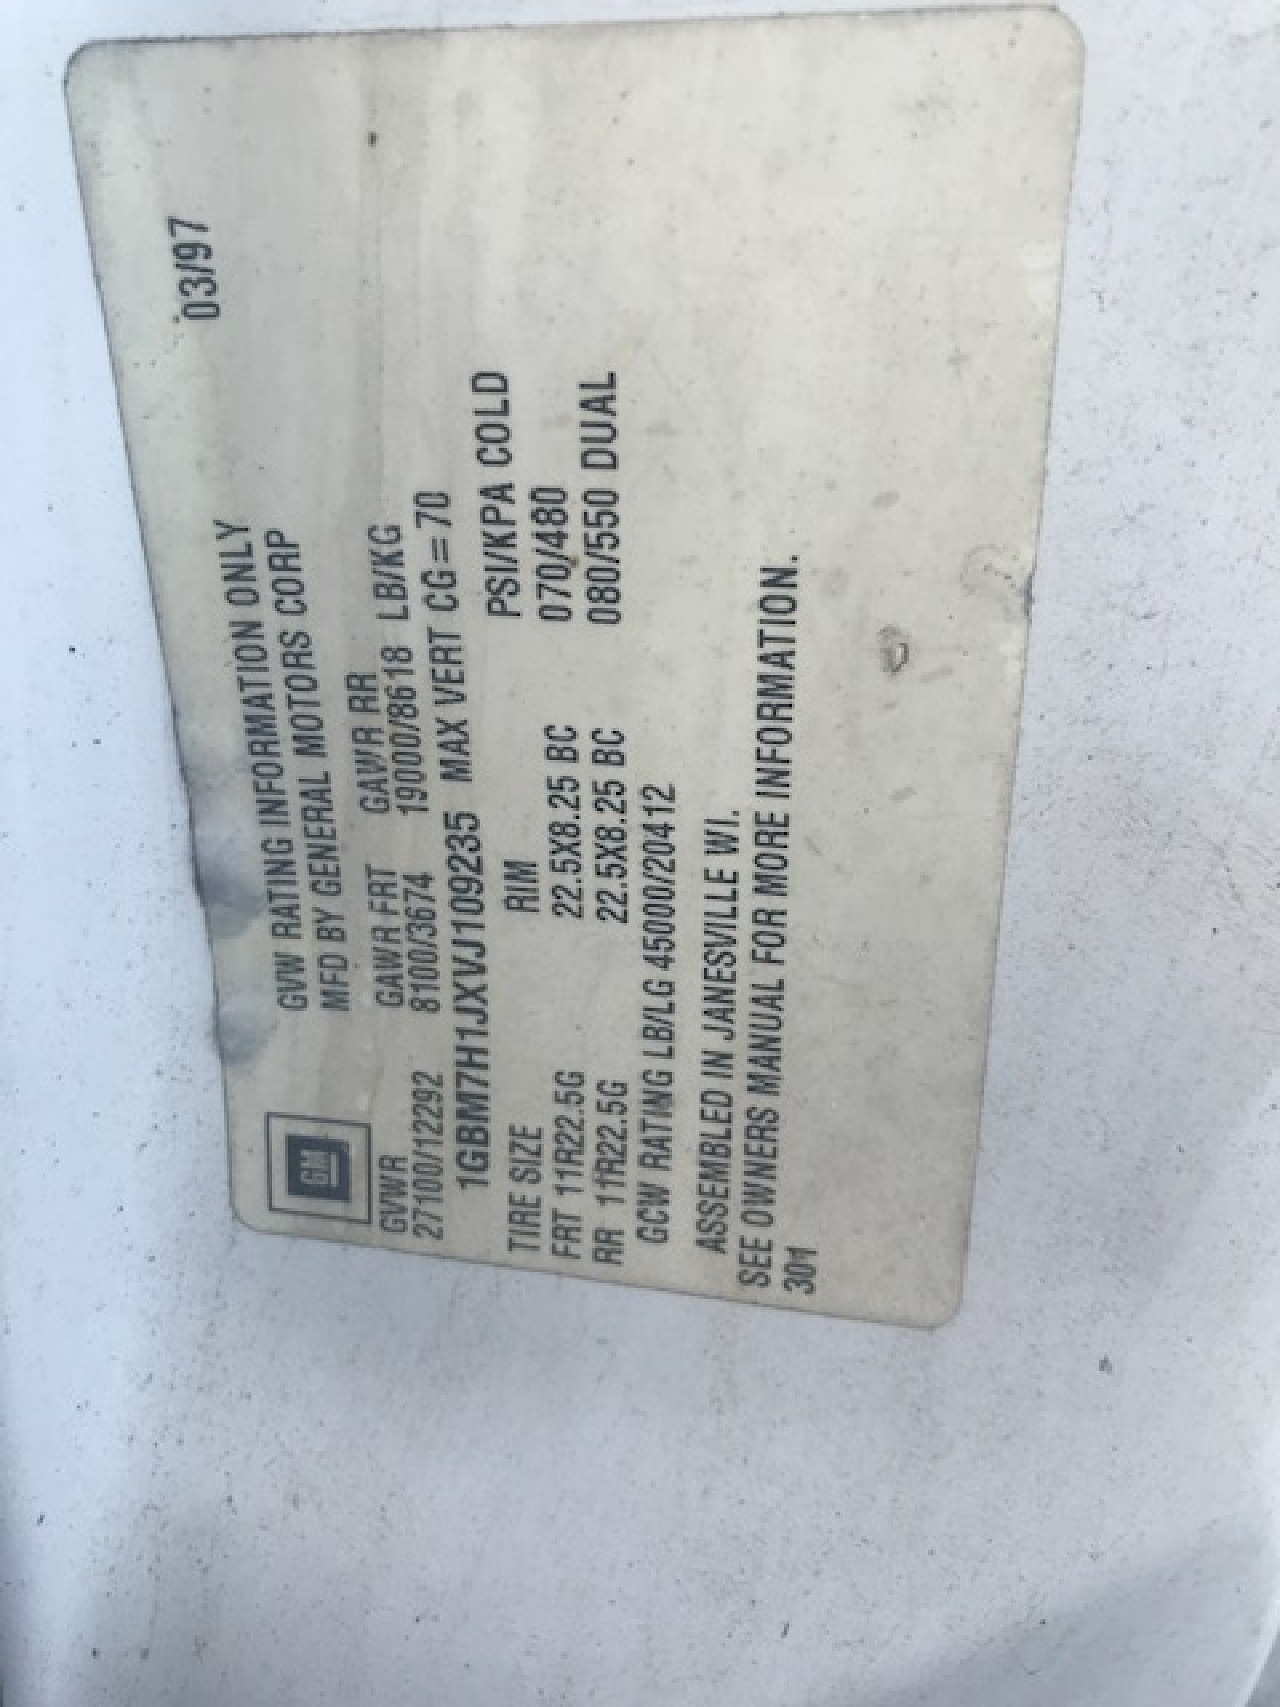 03/97
GM
GVW RATING INFORMATION ONLY
MFD BY GENERAL MOTORS CORP
GVWR GAWR FRT GAWR RR
27100/12292 8100/3674 19000/8618 LB/KG
1GBM7H1JXVJ109235 MAX VERT CG=70
TIRE SIZE RIM PSI/KPA COLD
FRT 11R22.5G 22.5X8.25 BC 070/480
RR 11R22.5G 22.5X8.25 BC 080/550 DUAL
GCW RATING LB/LG 45000/20412
ASSEMBLED IN JANESVILLE WI.
SEE OWNERS MANUAL FOR MORE INFORMATION.
301